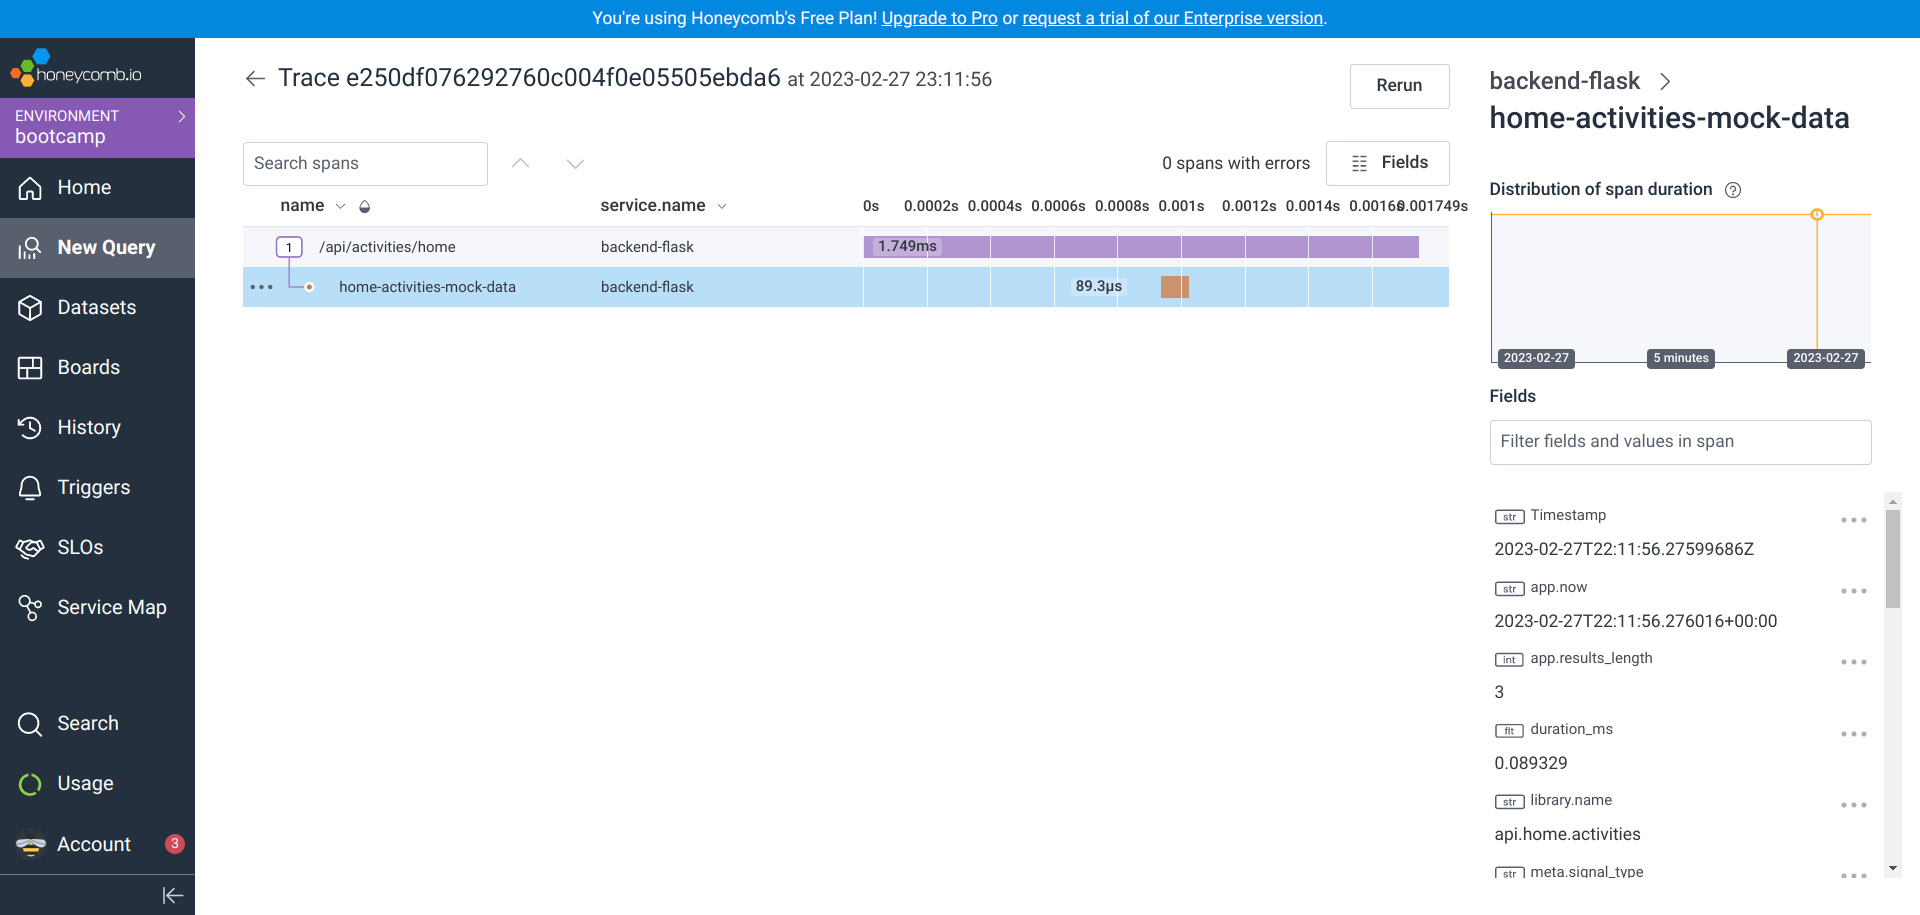 You're using Honeycomb's Free Plan! Upgrade to Pro or request a trial of our Enterprise version.
honeycomb.io
ENVIRONMENT
bootcamp
Home
New Query
Datasets
Boards
History
Triggers
SLOs
Service Map
Search
Usage
Account 3
Trace e250df076292760c004f0e05505ebda6 at 2023-02-27 23:11:56
Rerun
Search spans
0 spans with errors
Fields
name service.name 0s 0.0002s 0.0004s 0.0006s 0.0008s 0.001s 0.0012s 0.0014s 0.0016s 0.001749s
1 /api/activities/home backend-flask 1.749ms
home-activities-mock-data backend-flask 89.3μs
backend-flask
home-activities-mock-data
Distribution of span duration ?
2023-02-27 5 minutes 2023-02-27
Fields
Filter fields and values in span
str Timestamp
2023-02-27T22:11:56.27599686Z
str app.now
2023-02-27T22:11:56.276016+00:00
int app.results_length
3
flt duration_ms
0.089329
str library.name
api.home.activities
str meta.signal_type